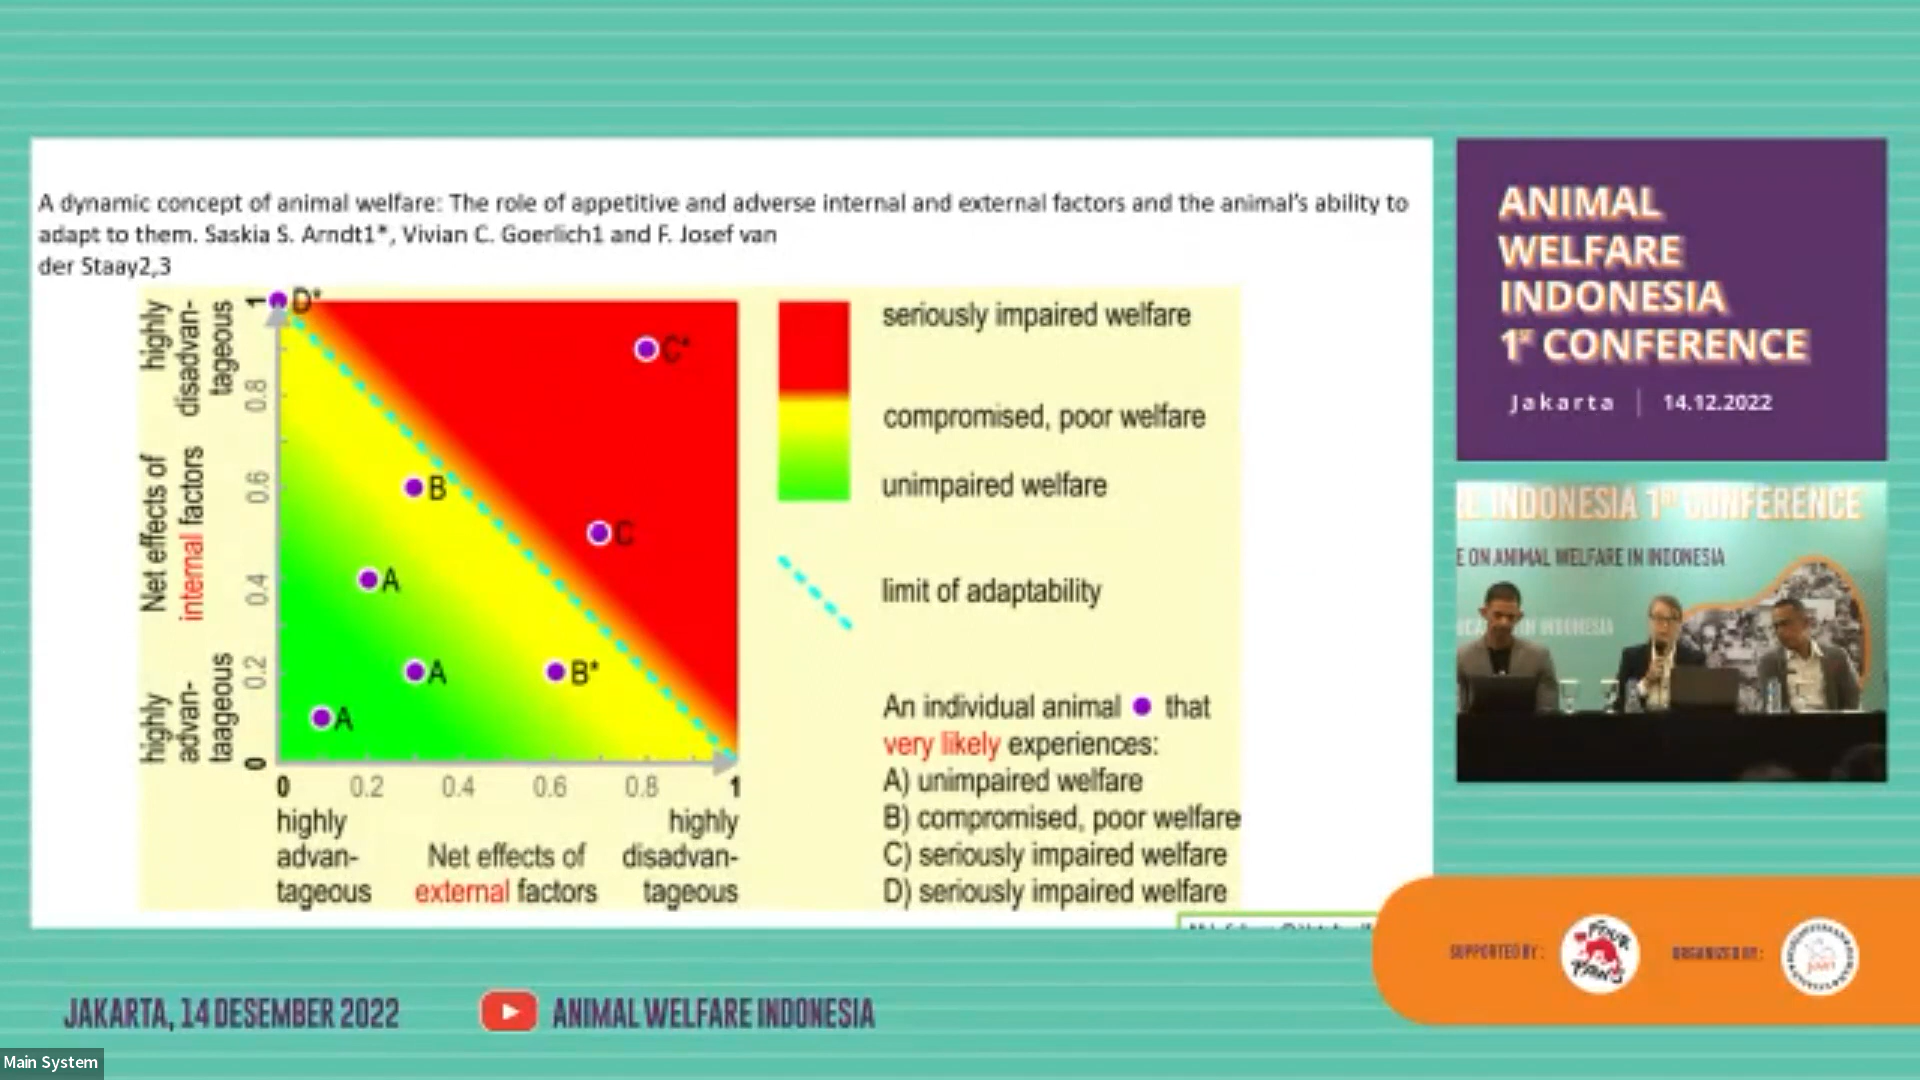 A dynamic concept of animal welfare: The role of appetitive and adverse internal and external factors and the animal's ability to
adapt to them. Saskia S. Arndt1*, Vivian C. Goerlich1 and F. Josef van
der Staay2,3
highly
disadvan-
tageous
Net effects of
internal factors
highly
advan-
taageous
1
0.8
0.6
0.4
0.2
0
D*
C*
B
C
A
A
B*
A
0
0.2
0.4
0.6
0.8
1
highly
advan-
tageous
Net effects of
external factors
highly
disadvan-
tageous
seriously impaired welfare
compromised, poor welfare
unimpaired welfare
limit of adaptability
An individual animal that
very likely experiences:
A) unimpaired welfare
B) compromised, poor welfare
C) seriously impaired welfare
D) seriously impaired welfare
ANIMAL
WELFARE
INDONESIA
1st CONFERENCE
Jakarta | 14.12.2022
INDONESIA 1st CONFERENCE
E ON ANIMAL WELFARE IN INDONESIA
IN INDONESIA
SUPPORTED BY :
FOUR
PAWS
ORGANIZED BY :
JAKARTA, 14 DESEMBER 2022
ANIMAL WELFARE INDONESIA
Main System